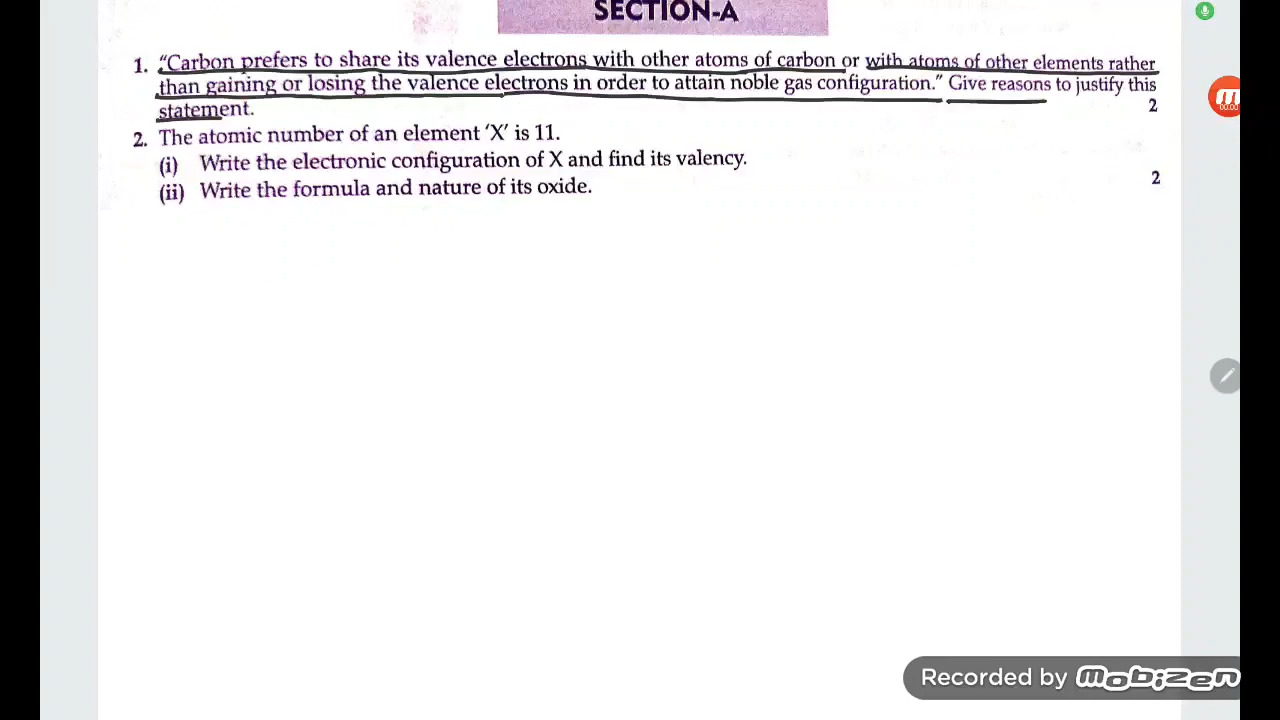 SECTION-A
1. "Carbon prefers to share its valence electrons with other atoms of carbon or with atoms of other elements rather
than gaining or losing the valence electrons in order to attain noble gas configuration." Give reasons to justify this
statement. 2
2. The atomic number of an element 'X' is 11.
(i) Write the electronic configuration of X and find its valency.
(ii) Write the formula and nature of its oxide. 2
00:00
Recorded by mobizen